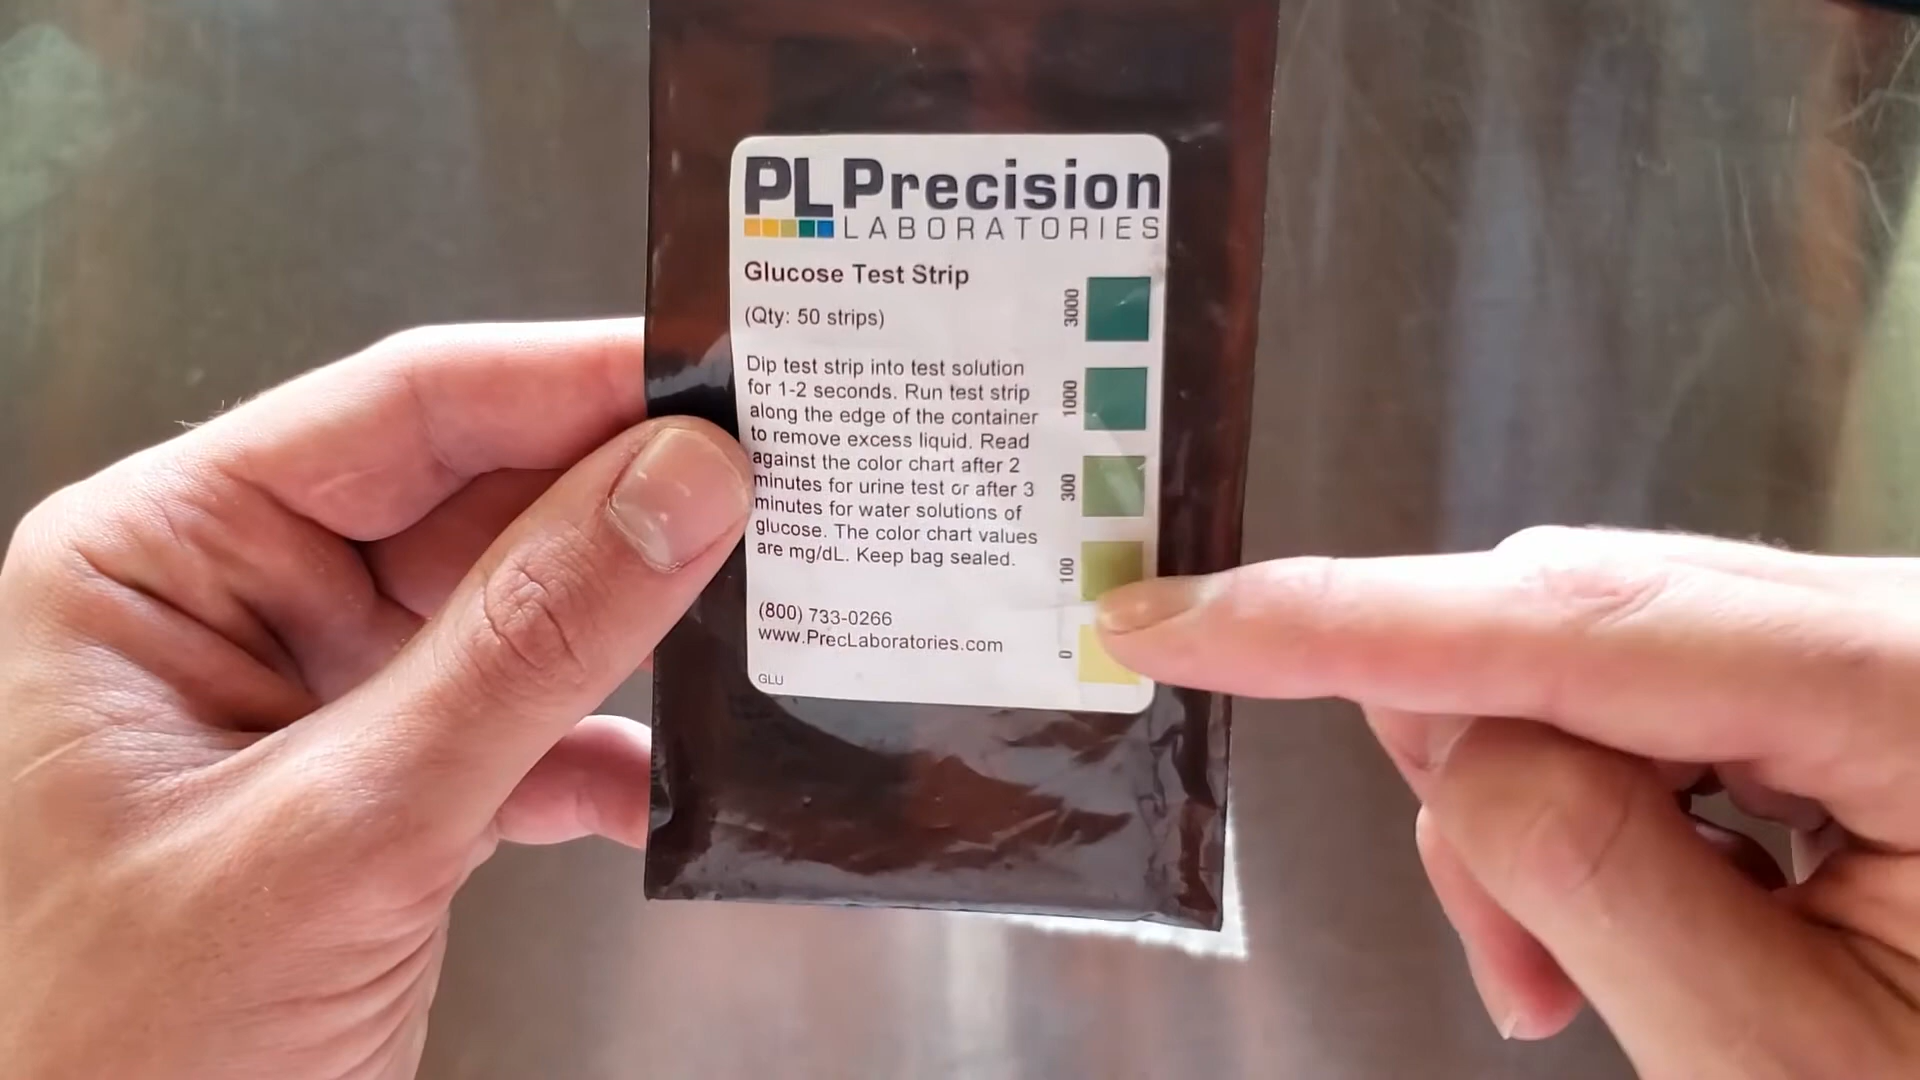 PL Precision
LABORATORIES
Glucose Test Strip
(Qty: 50 strips)
Dip test strip into test solution
for 1-2 seconds. Run test strip
along the edge of the container
to remove excess liquid. Read
against the color chart after 2
minutes for urine test or after 3
minutes for water solutions of
glucose. The color chart values
are mg/dL. Keep bag sealed.
(800) 733-0266
www.PrecLaboratories.com
GLU
3000
1000
300
100
0